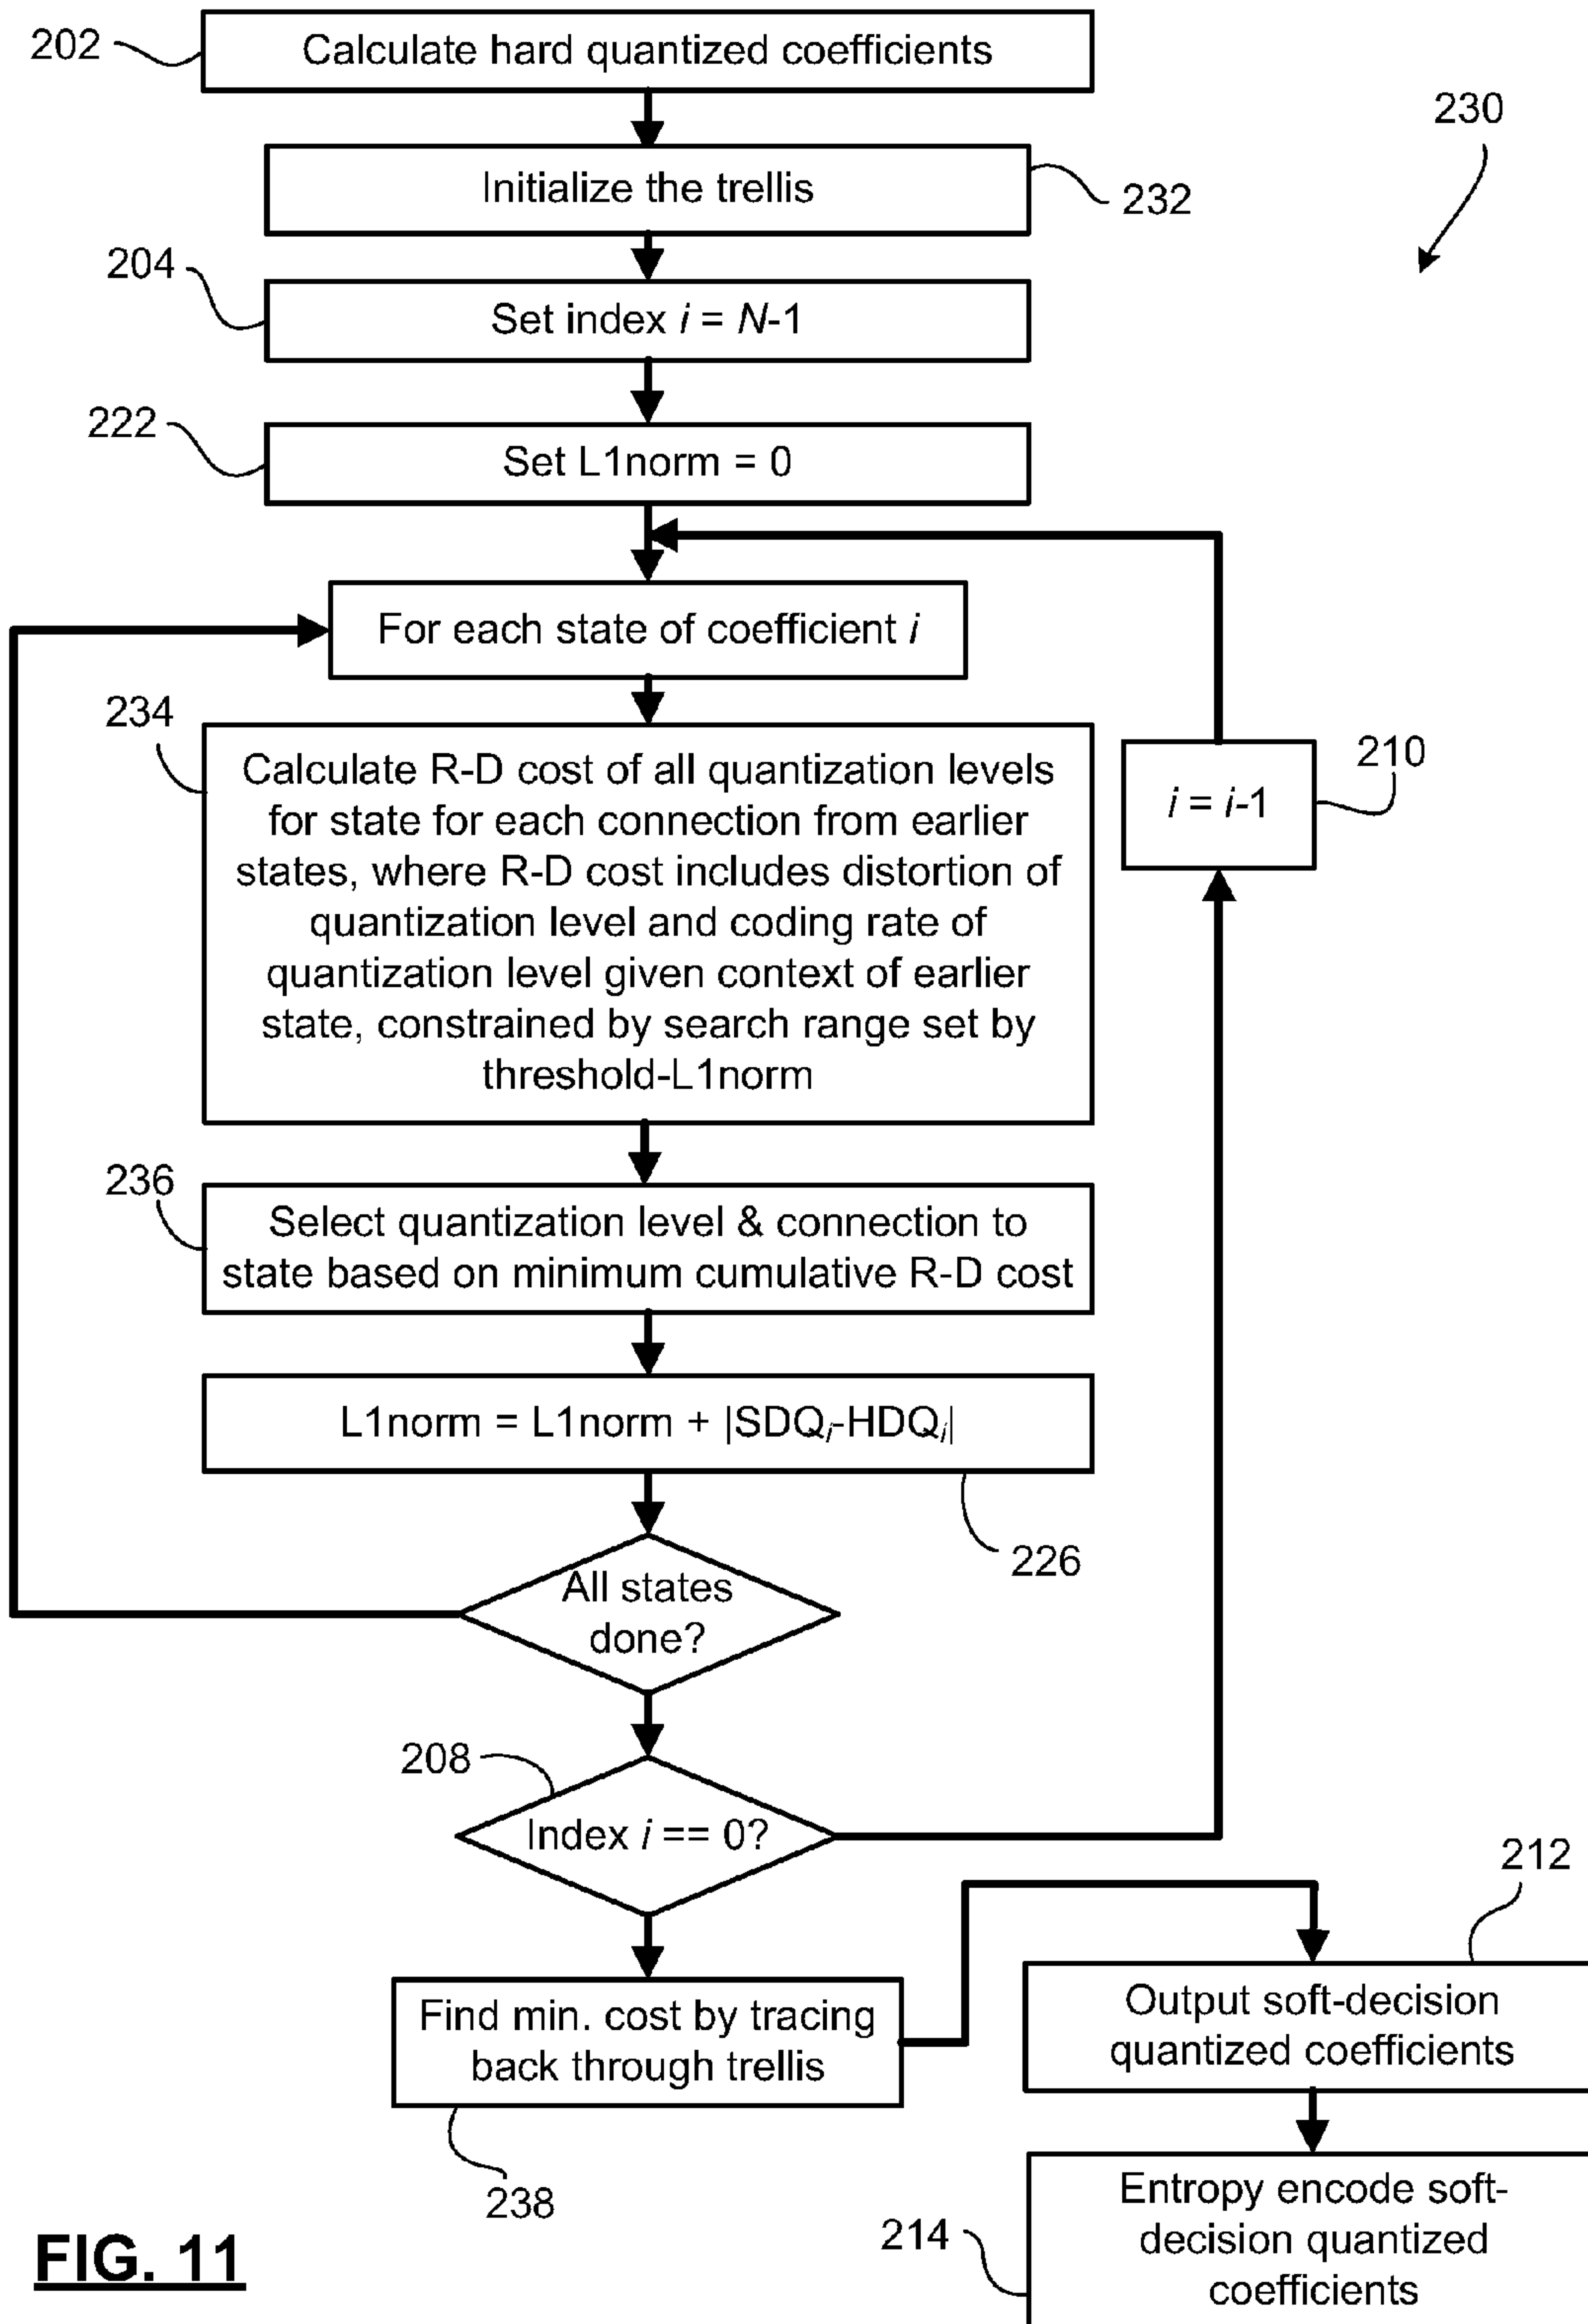 202
Calculate hard quantized coefficients
230
Initialize the trellis
232
204
Set index i = N-1
222
Set L1norm = 0
For each state of coefficient i
234
Calculate R-D cost of all quantization levels
for state for each connection from earlier
states, where R-D cost includes distortion of
quantization level and coding rate of
quantization level given context of earlier
state, constrained by search range set by
threshold-L1norm
210
i = i-1
236
Select quantization level & connection to
state based on minimum cumulative R-D cost
L1norm = L1norm + |SDQi-HDQi|
226
All states
done?
208
Index i == 0?
212
Find min. cost by tracing
back through trellis
238
Output soft-decision
quantized coefficients
214
Entropy encode soft-
decision quantized
coefficients
FIG. 11